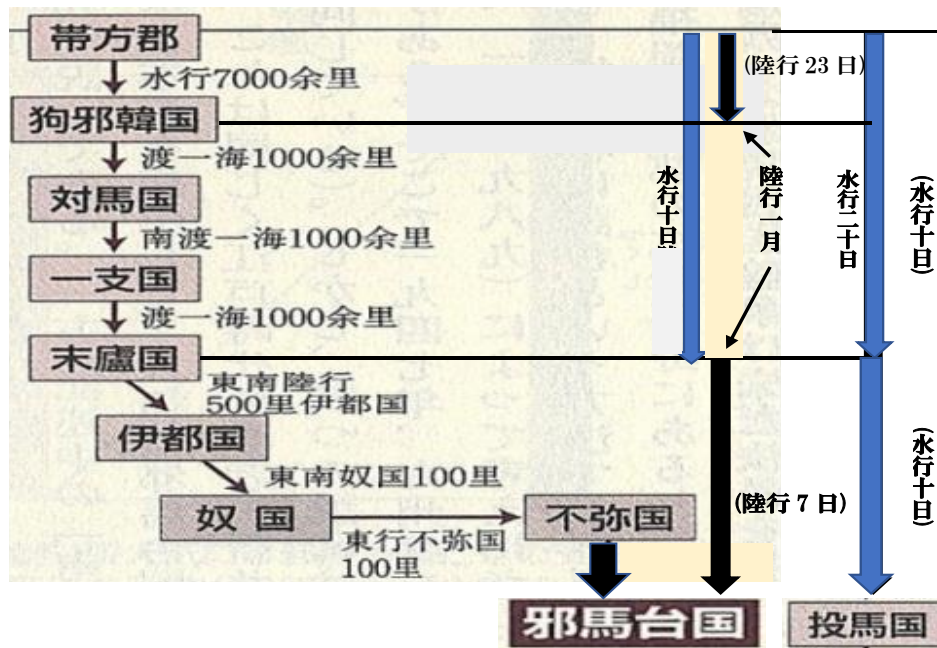 帯方郡
水行7000余里
狗邪韓国
渡一海1000余里
対馬国
南渡一海1000余里
一支国
渡一海1000余里
末廬国
東南陸行
500里伊都国
伊都国
東南奴国100里
奴国
東行不弥国
100里
不弥国
邪馬台国
投馬国
(陸行23日)
水行十日
陸行一月
水行二十日
(水行十日)
(陸行7日)
(水行十日)